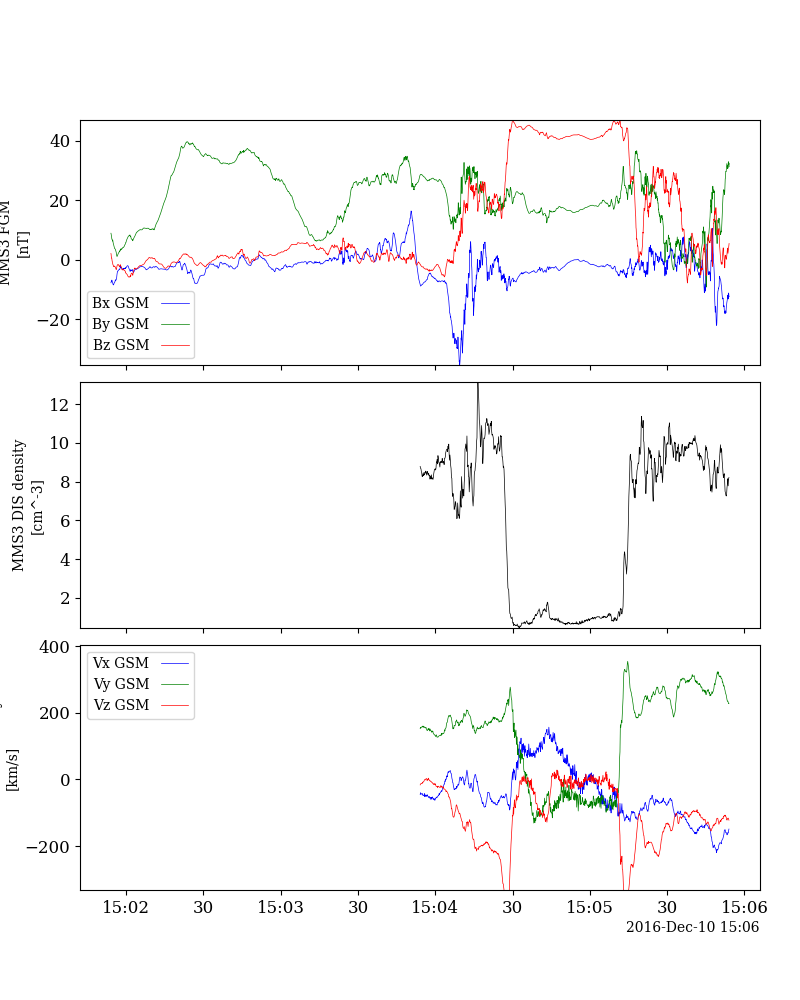 MMS3 FGM
[nT]
40
20
0
−20
Bx GSM
By GSM
Bz GSM
MMS3 DIS density
[cm^-3]
12
10
8
6
4
2
[km/s]
400
200
0
−200
Vx GSM
Vy GSM
Vz GSM
15:02 30 15:03 30 15:04 30 15:05 30 15:06
2016-Dec-10 15:06